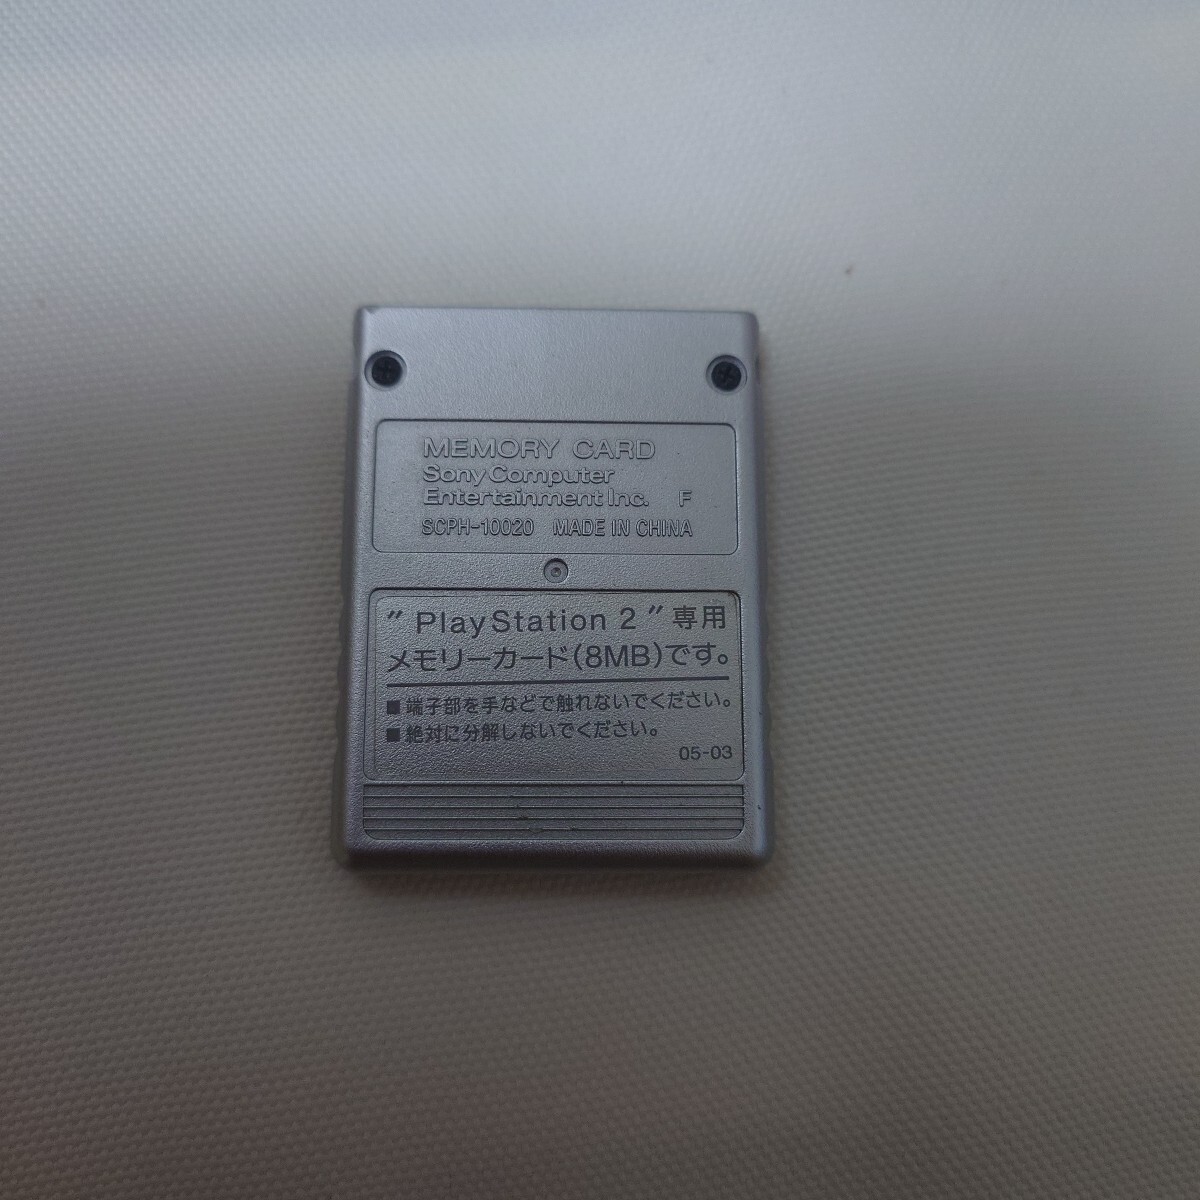 MEMORY CARD
Sony Computer
Entertainment Inc. F
SCPH-10020 MADE IN CHINA
"PlayStation 2"専用
メモリーカード(8MB)です。
■端子部を手などで触れないでください。
■絶対に分解しないでください。
05-03